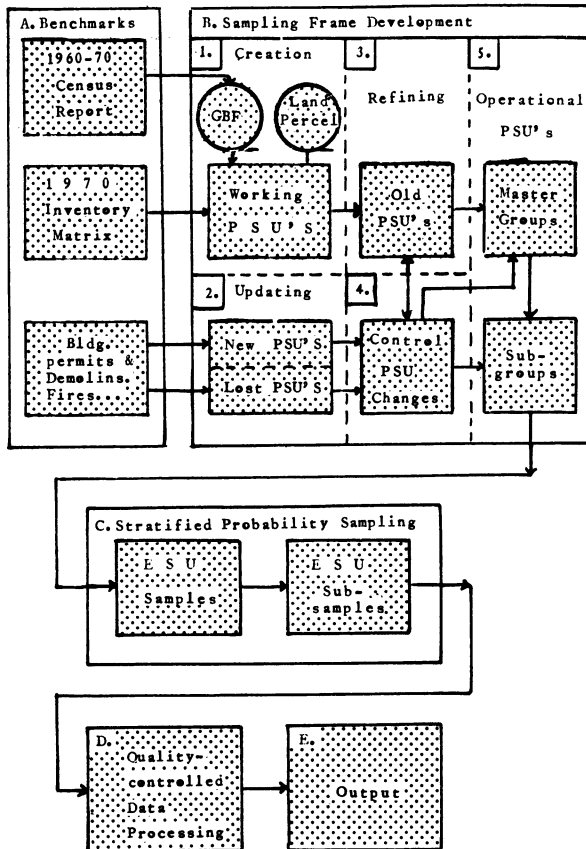 A. Benchmarks
1960-70
Census
Report
1970
Inventory
Matrix
Bldg.
permits &
Demolins.
Fires...
B. Sampling Frame Development
1.
Creation
GBF
Land
Percel
Working
PSU'S
2.
Updating
New PSU'S
Lost PSU'S
3.
Refining
Old
PSU's
4.
Control
PSU
Changes
5.
Operational
PSU's
Master
Groups
Sub-
groups
C. Stratified Probability Sampling
ESU
Samples
ESU
Sub-
samples
D.
Quality-
controlled
Data
Processing
E.
Output